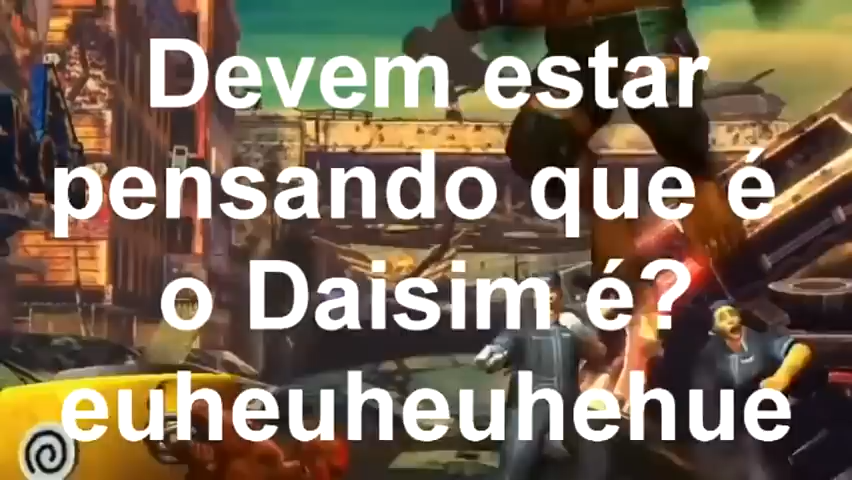 Devem estar
pensando que é
o Daisim é?
euheuheuhehue